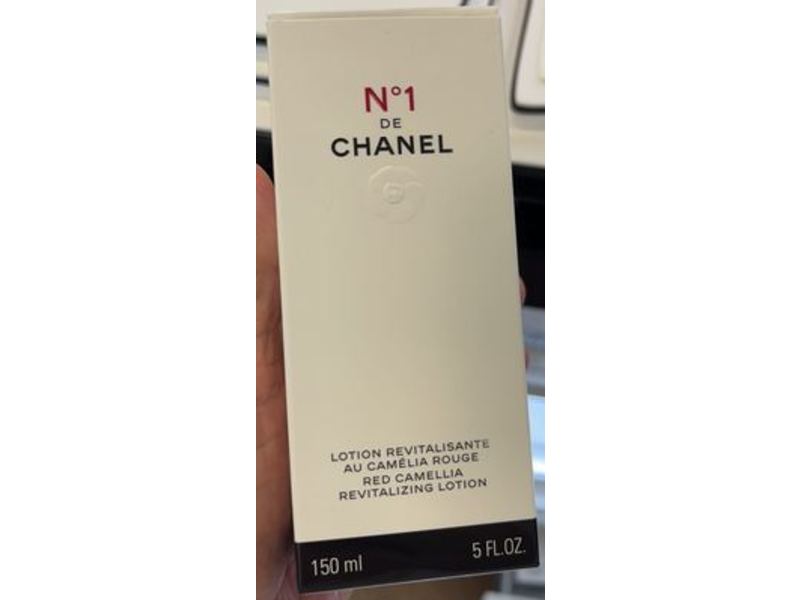 N°1
DE
CHANEL
LOTION REVITALISANTE
AU CAMÉLIA ROUGE
RED CAMELLIA
REVITALIZING LOTION
150 ml
5 FL.OZ.